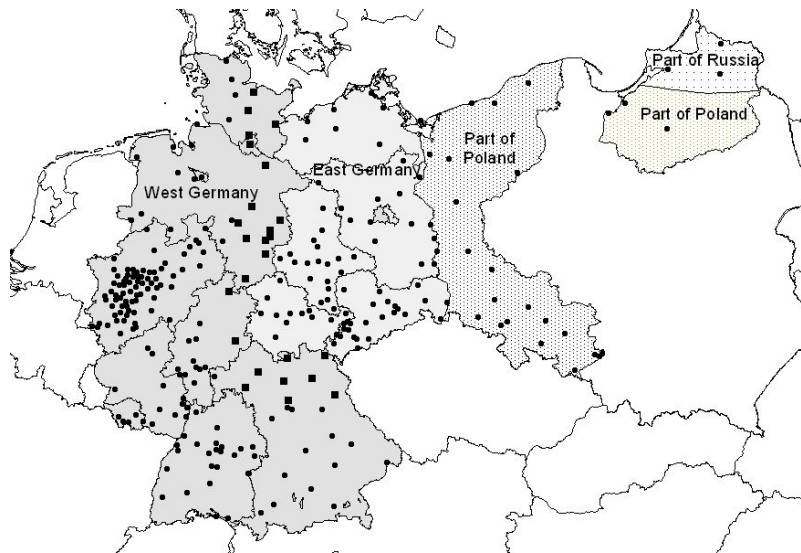 Part of Russia
Part of Poland
Part of
Poland
East Germany
West Germany